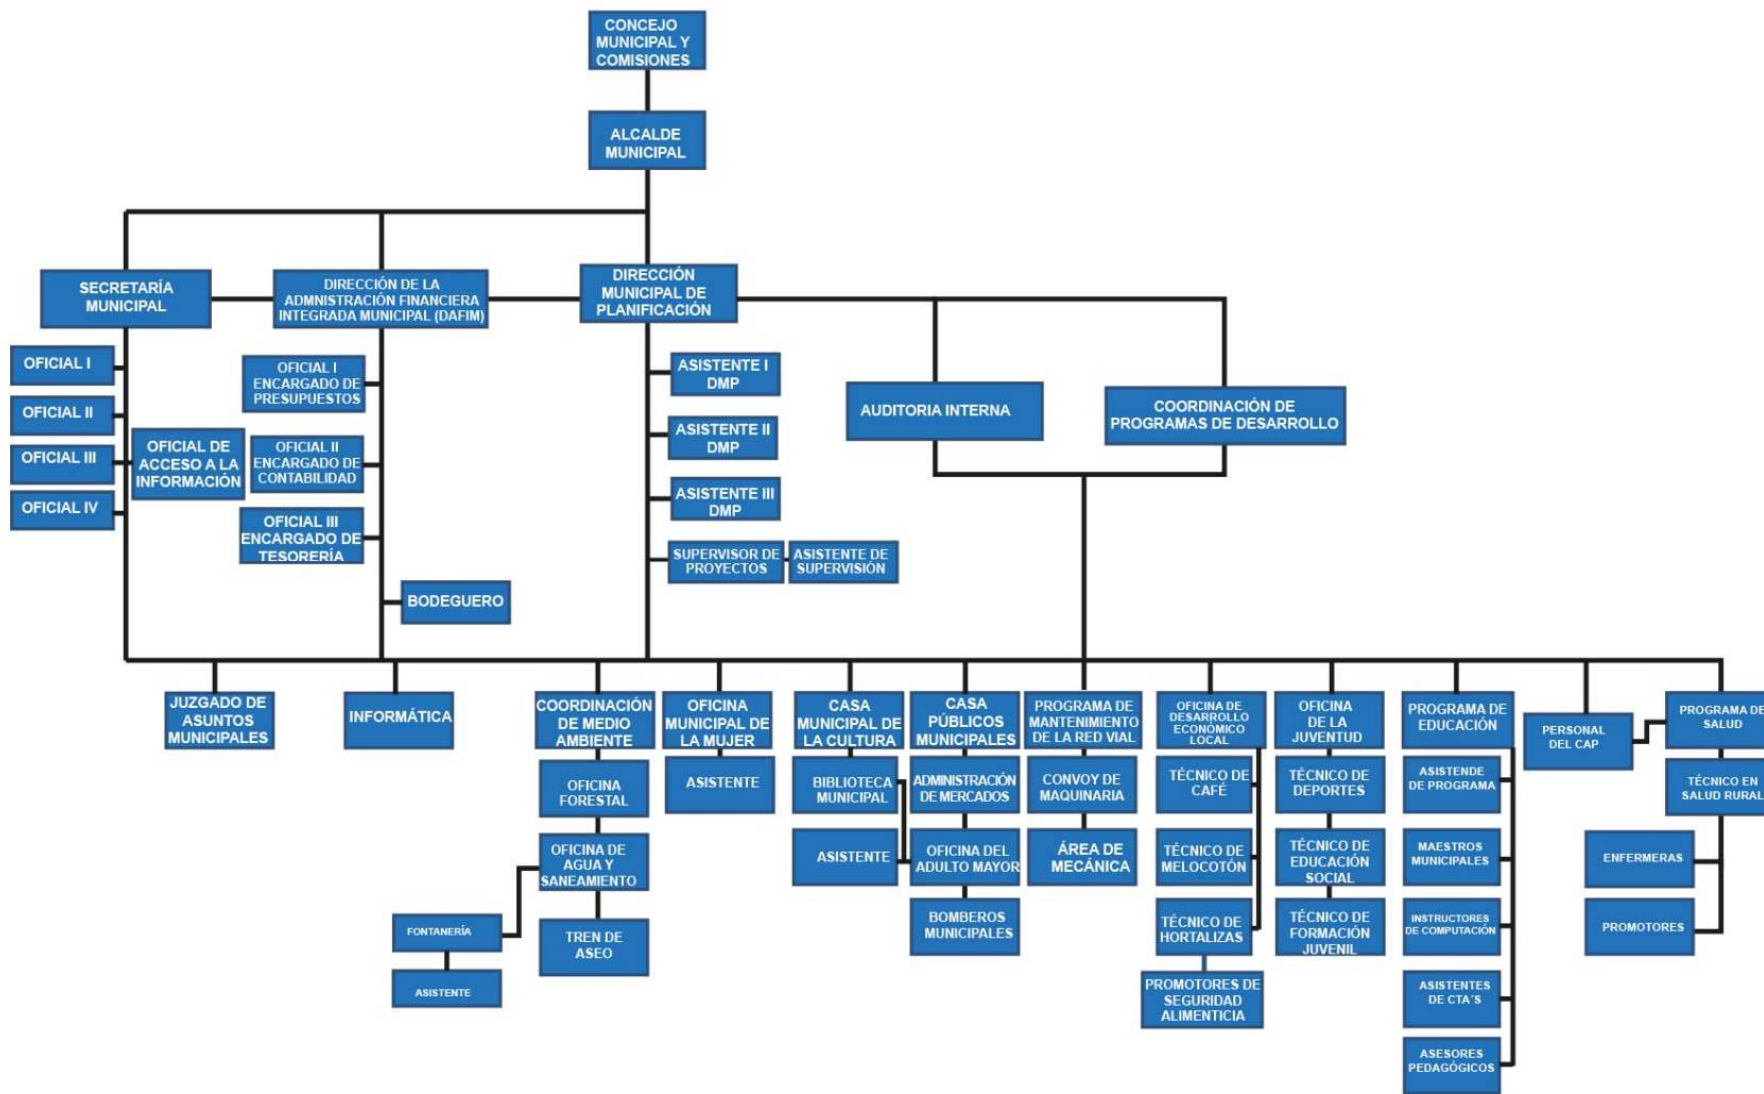 CONCEJO
MUNICIPAL Y
COMISIONES
ALCALDE
MUNICIPAL
SECRETARÍA
MUNICIPAL
DIRECCIÓN DE LA
ADMNISTRACIÓN FINANCIERA
INTEGRADA MUNICIPAL (DAFIM)
DIRECCIÓN
MUNICIPAL DE
PLANIFICACIÓN
OFICIAL I
OFICIAL II
OFICIAL III
OFICIAL IV
OFICIAL DE
ACCESO A LA
INFORMACIÓN
OFICIAL I
ENCARGADO DE
PRESUPUESTOS
OFICIAL II
ENCARGADO DE
CONTABILIDAD
OFICIAL III
ENCARGADO DE
TESORERÍA
BODEGUERO
ASISTENTE I
DMP
ASISTENTE II
DMP
ASISTENTE III
DMP
SUPERVISOR DE
PROYECTOS
ASISTENTE DE
SUPERVISIÓN
AUDITORIA INTERNA
COORDINACIÓN DE
PROGRAMAS DE DESARROLLO
JUZGADO DE
ASUNTOS
MUNICIPALES
INFORMÁTICA
COORDINACIÓN
DE MEDIO
AMBIENTE
OFICINA
FORESTAL
OFICINA DE
AGUA Y
SANEAMIENTO
FONTANERÍA
ASISTENTE
TREN DE
ASEO
OFICINA
MUNICIPAL DE
LA MUJER
ASISTENTE
CASA
MUNICIPAL DE
LA CULTURA
BIBLIOTECA
MUNICIPAL
ASISTENTE
CASA
PÚBLICOS
MUNICIPALES
ADMINISTRACIÓN
DE MERCADOS
OFICINA DEL
ADULTO MAYOR
BOMBEROS
MUNICIPALES
PROGRAMA DE
MANTENIMIENTO
DE LA RED VIAL
CONVOY DE
MAQUINARIA
ÁREA DE
MECÁNICA
OFICINA DE
DESARROLLO
ECONÓMICO
LOCAL
TÉCNICO DE
CAFÉ
TÉCNICO DE
MELOCOTÓN
TÉCNICO DE
HORTALIZAS
PROMOTORES DE
SEGURIDAD
ALIMENTICIA
OFICINA
DE LA
JUVENTUD
TÉCNICO DE
DEPORTES
TÉCNICO DE
EDUCACIÓN
SOCIAL
TÉCNICO DE
FORMACIÓN
JUVENIL
PROGRAMA DE
EDUCACIÓN
ASISTENDE
DE PROGRAMA
MAESTROS
MUNICIPALES
INSTRUCTORES
DE COMPUTACIÓN
ASISTENTES
DE CTA´S
ASESORES
PEDAGÓGICOS
PERSONAL
DEL CAP
PROGRAMA DE
SALUD
TÉCNICO EN
SALUD RURAL
ENFERMERAS
PROMOTORES